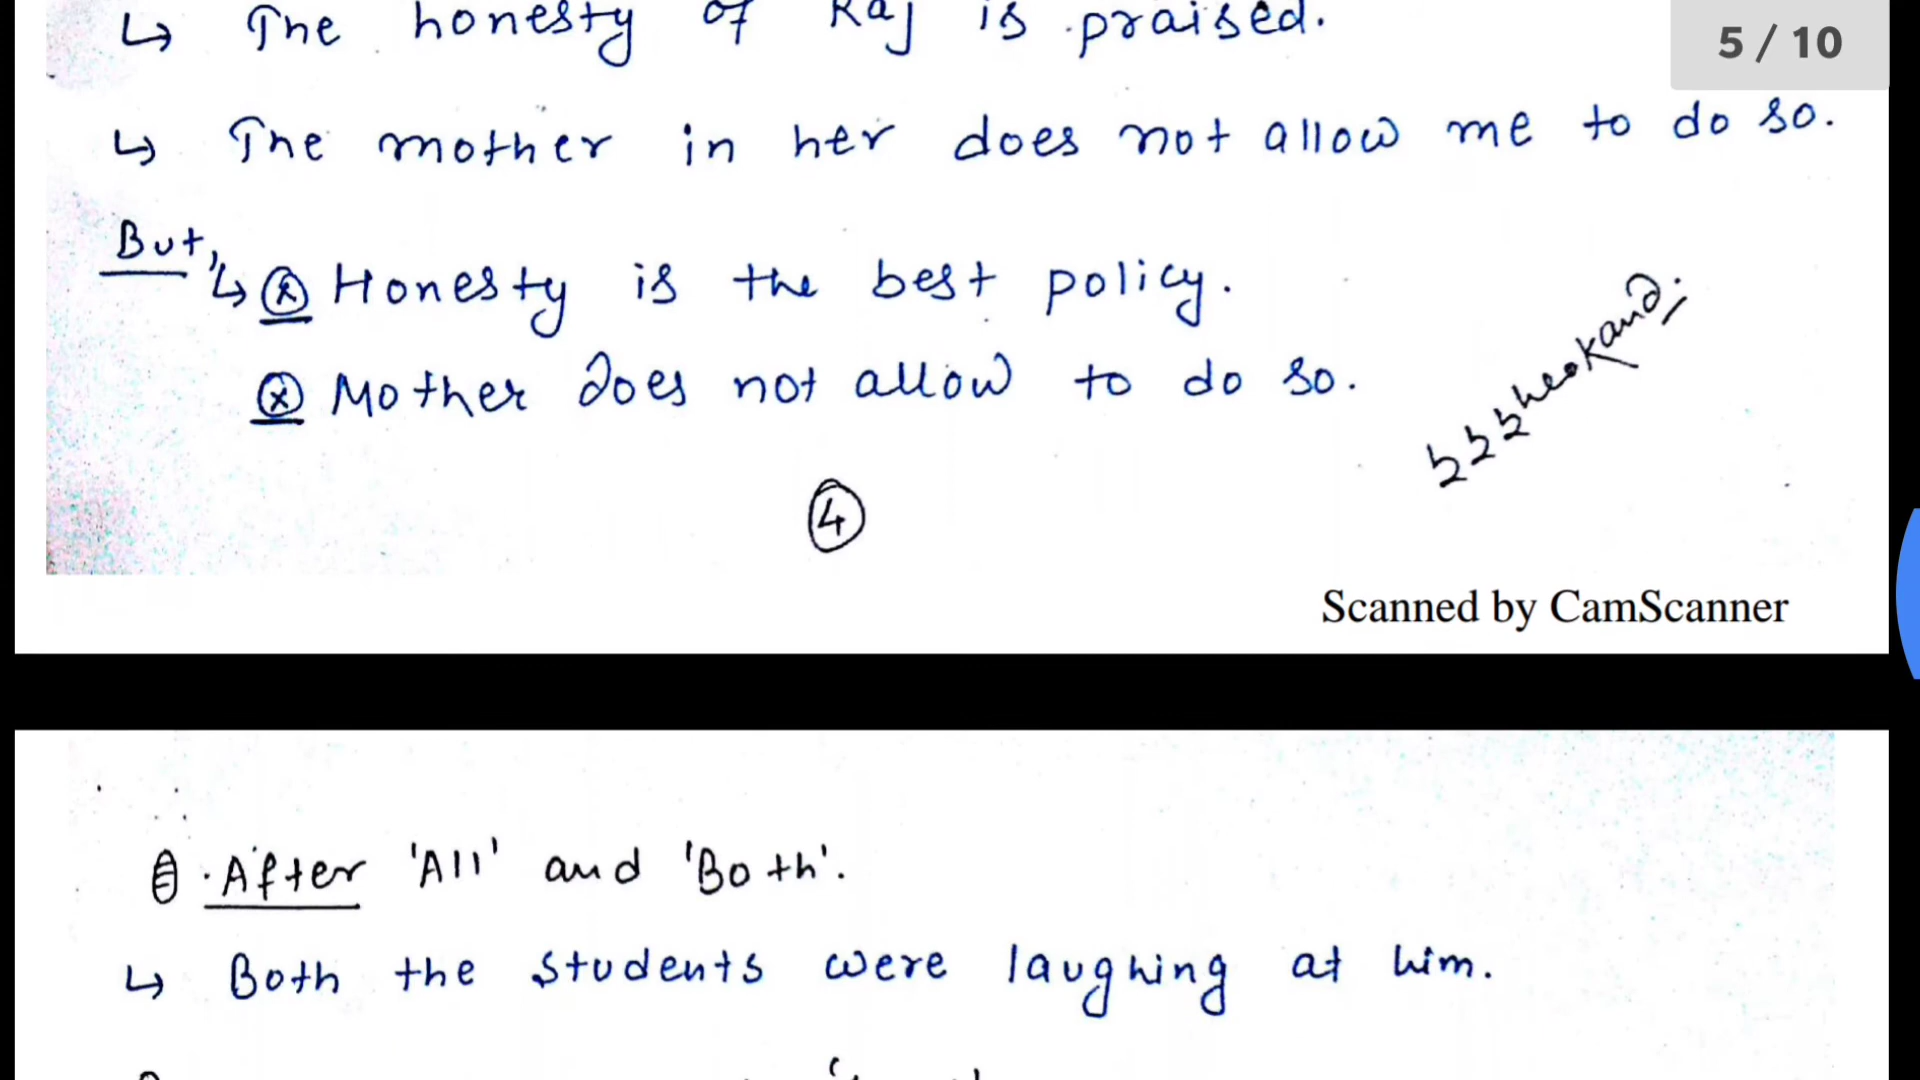 ↳ The honesty of Raj is praised.
5 / 10
↳ The mother in her does not allow me to do so.
But, ↳ ⓧ Honesty is the best policy.
ⓧ Mother does not allow to do so.
④
Scanned by CamScanner
After 'All' and 'Both'.
↳ Both the students were laughing at him.